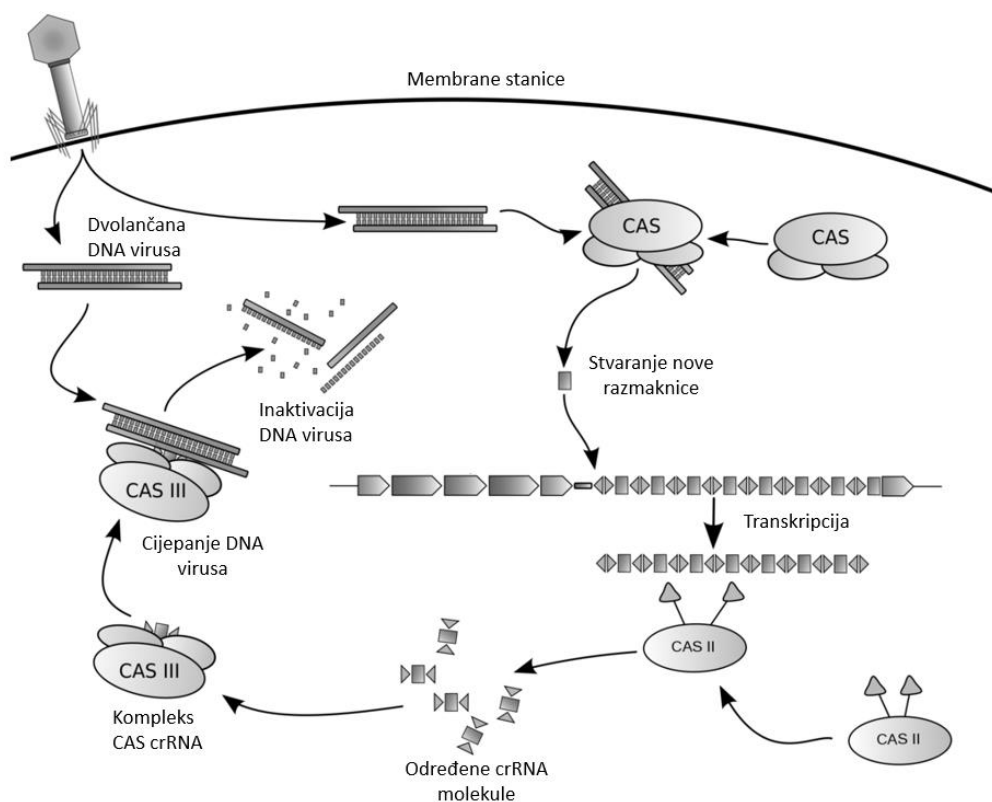 Membrane stanice
Dvolančana
DNA virusa
CAS
CAS
Stvaranje nove
razmaknice
Inaktivacija
DNA virusa
CAS III
Cijepanje DNA
virusa
Transkripcija
CAS II
CAS II
CAS III
Kompleks
CAS crRNA
Određene crRNA
molekule